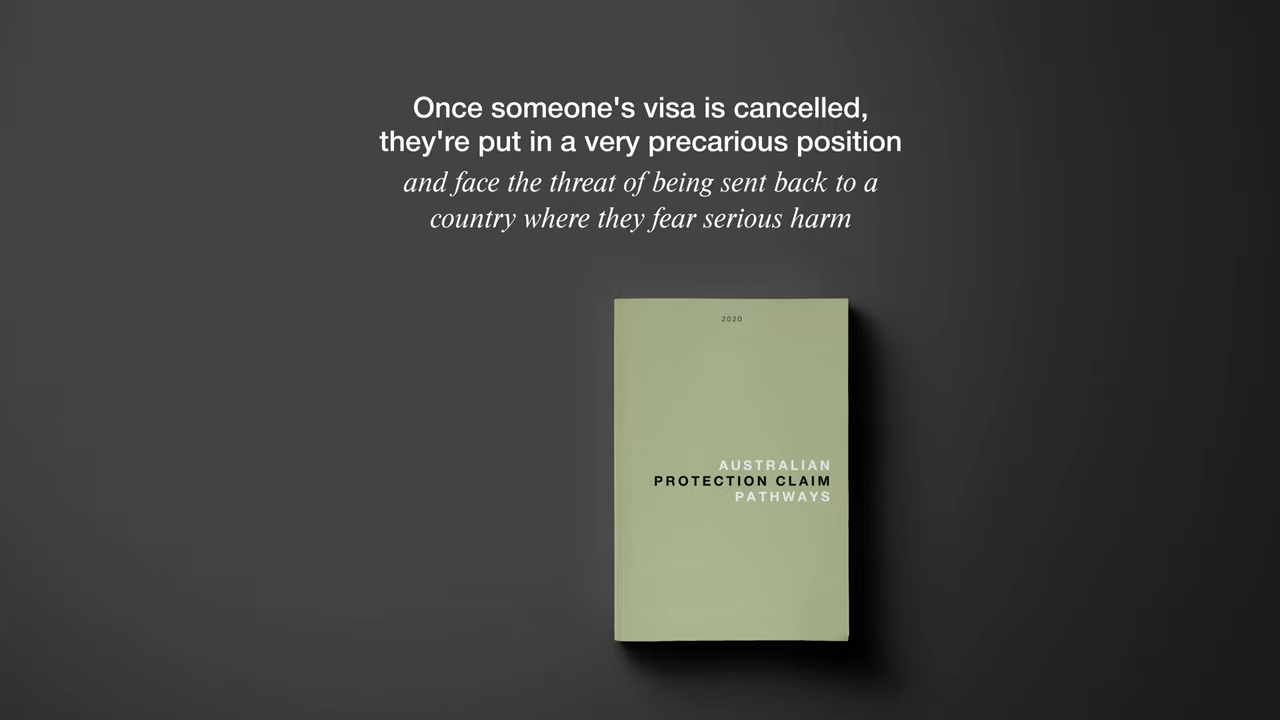 Once someone's visa is cancelled,
they're put in a very precarious position
and face the threat of being sent back to a
country where they fear serious harm
2020
AUSTRALIAN
PROTECTION CLAIM
PATHWAYS